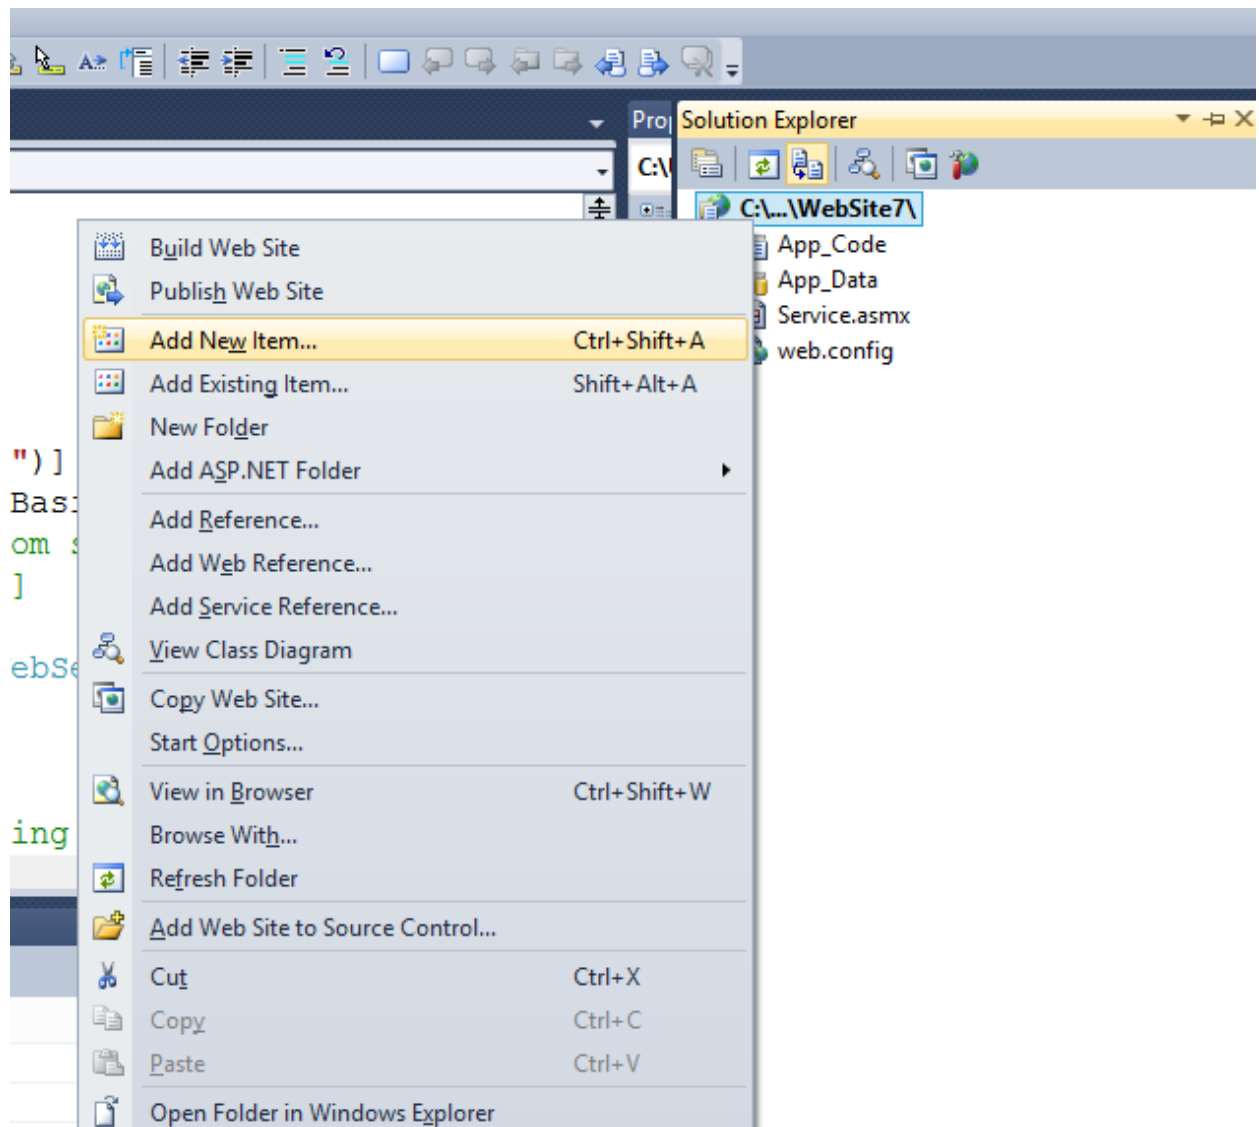 Prop
Solution Explorer
C:\
C:\...\WebSite7\
App_Code
App_Data
Service.asmx
web.config
Build Web Site
Publish Web Site
Add New Item... Ctrl+Shift+A
Add Existing Item... Shift+Alt+A
New Folder
Add ASP.NET Folder
Add Reference...
Add Web Reference...
Add Service Reference...
View Class Diagram
Copy Web Site...
Start Options...
View in Browser Ctrl+Shift+W
Browse With...
Refresh Folder
Add Web Site to Source Control...
Cut Ctrl+X
Copy Ctrl+C
Paste Ctrl+V
Open Folder in Windows Explorer
")]
Basi
om s
]
ebSe
ing